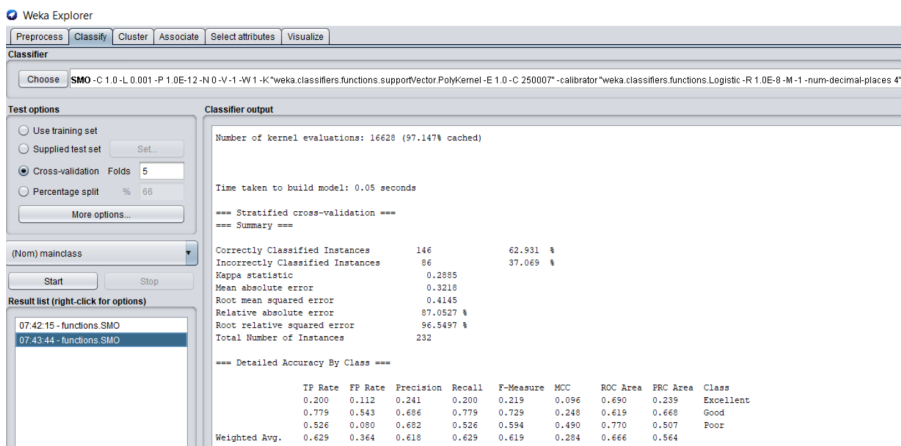 Weka Explorer
Preprocess Classify Cluster Associate Select attributes Visualize
Classifier
Choose SMO -C 1.0 -L 0.001 -P 1.0E-12 -N 0 -V -1 -W 1 -K "weka.classifiers.functions.supportVector.PolyKernel -E 1.0 -C 250007" -calibrator "weka.classifiers.functions.Logistic -R 1.0E-8 -M -1 -num-decimal-places 4"
Test options
Use training set
Supplied test set Set...
Cross-validation Folds 5
Percentage split % 66
More options...
(Nom) mainclass
Start Stop
Result list (right-click for options)
07:42:15 - functions.SMO
07:43:44 - functions.SMO
Classifier output
Number of kernel evaluations: 16628 (97.147% cached)
Time taken to build model: 0.05 seconds
=== Stratified cross-validation ===
=== Summary ===
Correctly Classified Instances 146 62.931 %
Incorrectly Classified Instances 86 37.069 %
Kappa statistic 0.2885
Mean absolute error 0.3218
Root mean squared error 0.4145
Relative absolute error 87.0527 %
Root relative squared error 96.5497 %
Total Number of Instances 232
=== Detailed Accuracy By Class ===
TP Rate FP Rate Precision Recall F-Measure MCC ROC Area PRC Area Class
0.200 0.112 0.241 0.200 0.219 0.096 0.690 0.239 Excellent
0.779 0.543 0.686 0.779 0.729 0.248 0.619 0.668 Good
0.526 0.080 0.682 0.526 0.594 0.490 0.770 0.507 Poor
Weighted Avg. 0.629 0.364 0.618 0.629 0.619 0.284 0.666 0.564